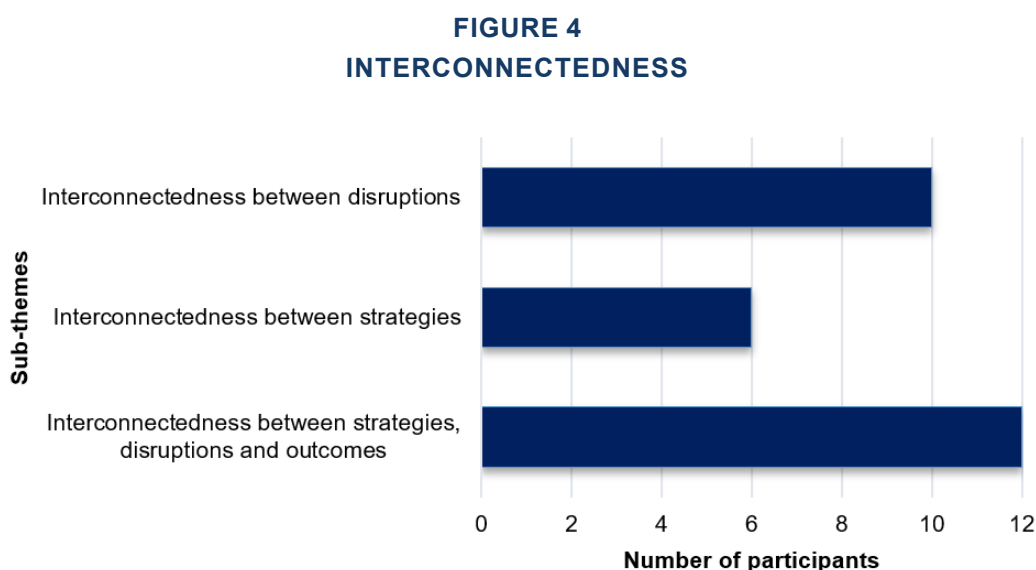 FIGURE 4
INTERCONNECTEDNESS
Sub-themes
Interconnectedness between disruptions
Interconnectedness between strategies
Interconnectedness between strategies,
disruptions and outcomes
0 2 4 6 8 10 12
Number of participants